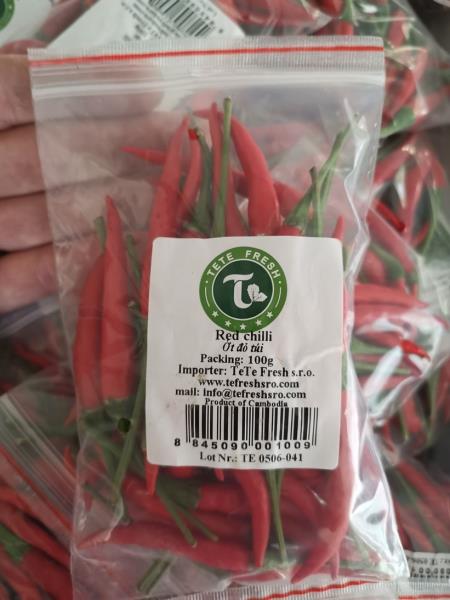 TETE FRESH
T
Red chilli
Ớt đỏ túi
Packing: 100g
Importer: TeTe Fresh s.r.o.
www.tefreshsro.com
mail: info@tefreshsro.com
Product of Cambodia
8 845090 001009
Lot Nr.: TE 0506-041